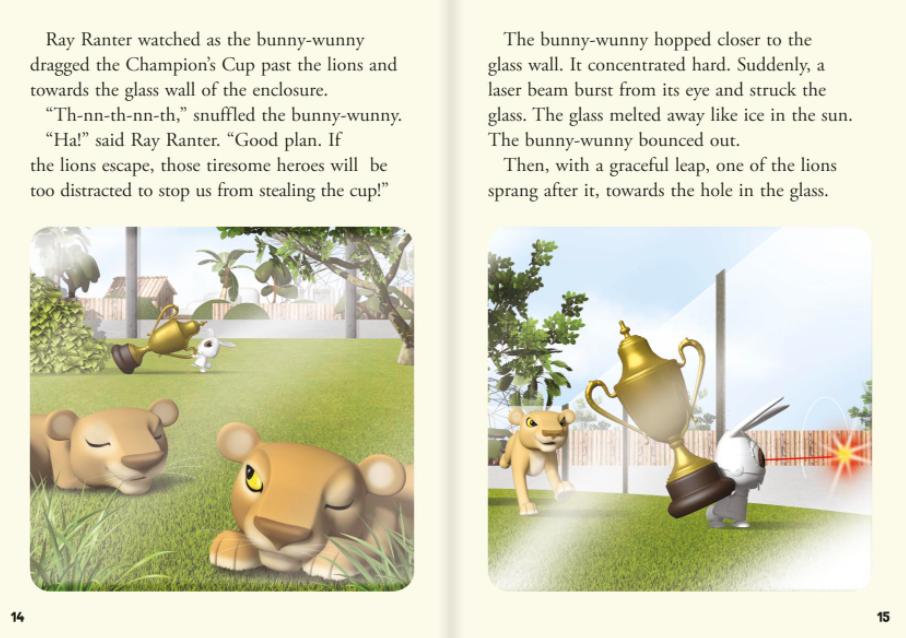 Ray Ranter watched as the bunny-wunny
dragged the Champion’s Cup past the lions and
towards the glass wall of the enclosure.
“Th-nn-th-nn-th,” snuffled the bunny-wunny.
“Ha!” said Ray Ranter. “Good plan. If
the lions escape, those tiresome heroes will be
too distracted to stop us from stealing the cup!”
14
The bunny-wunny hopped closer to the
glass wall. It concentrated hard. Suddenly, a
laser beam burst from its eye and struck the
glass. The glass melted away like ice in the sun.
The bunny-wunny bounced out.
Then, with a graceful leap, one of the lions
sprang after it, towards the hole in the glass.
15